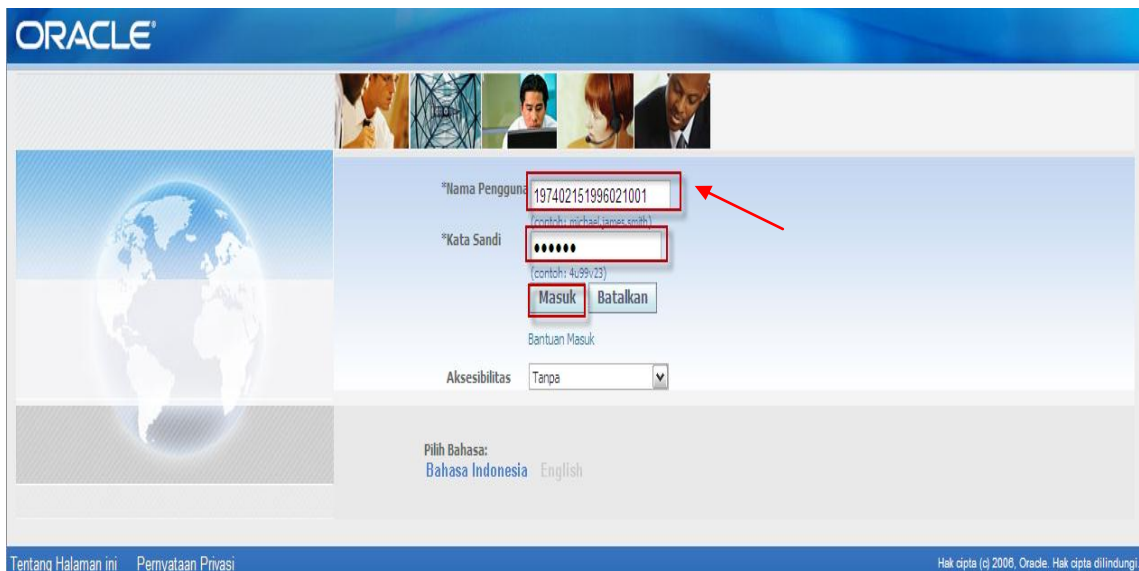 ORACLE
*Nama Pengguna 197402151996021001
(contoh: michael.james.smith)
*Kata Sandi ••••••
(contoh: 4u99v23)
Masuk Batalkan
Bantuan Masuk
Aksesibilitas Tanpa
Pilih Bahasa:
Bahasa Indonesia English
Tentang Halaman ini Pernyataan Privasi Hak cipta (c) 2006, Oracle. Hak cipta dilindungi